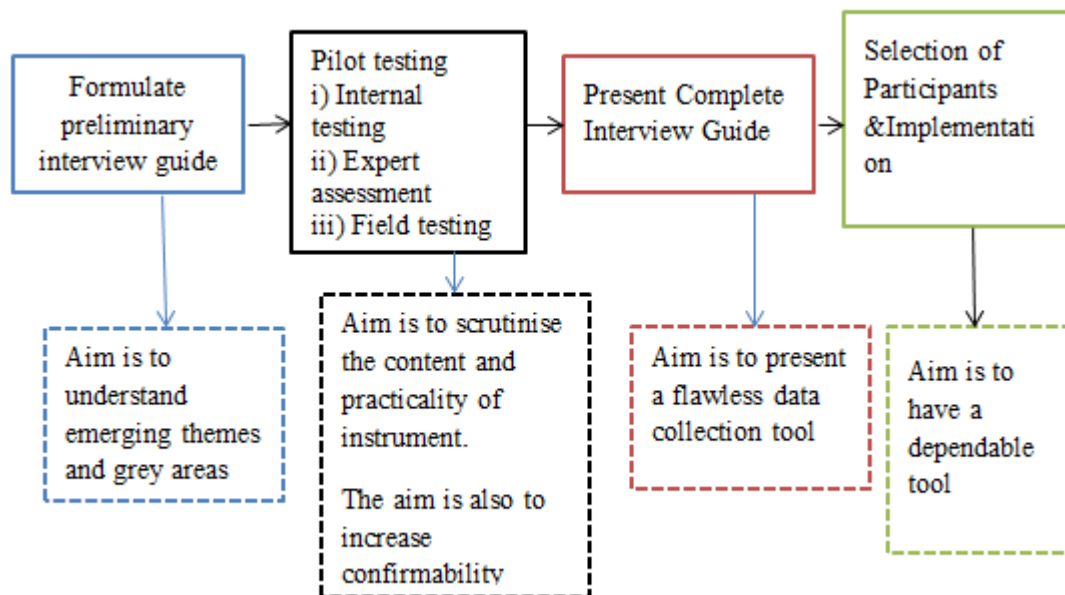 Formulate
preliminary
interview guide
Pilot testing
i) Internal
testing
ii) Expert
assessment
iii) Field testing
Present Complete
Interview Guide
Selection of
Participants
&Implementati
on
Aim is to
understand
emerging themes
and grey areas
Aim is to scrutinise
the content and
practicality of
instrument.
The aim is also to
increase
confirmability
Aim is to present
a flawless data
collection tool
Aim is to
have a
dependable
tool